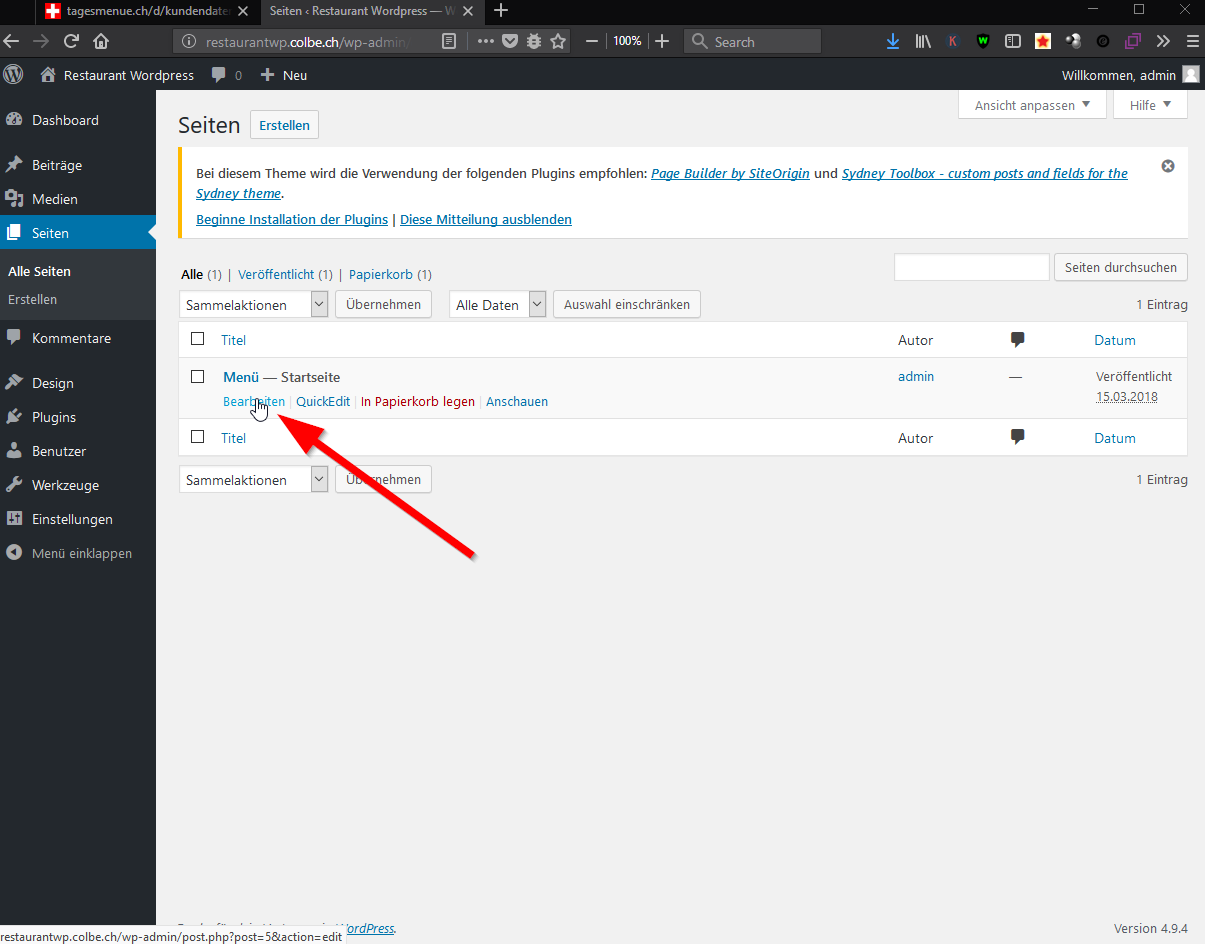 tagesmenue.ch/d/kundendate
Seiten ‹ Restaurant Wordpress — W
restaurantwp.colbe.ch/wp-admin/
100%
Search
Restaurant Wordpress
0
Neu
Willkommen, admin
Dashboard
Beiträge
Medien
Seiten
Alle Seiten
Erstellen
Kommentare
Design
Plugins
Benutzer
Werkzeuge
Einstellungen
Menü einklappen
Ansicht anpassen
Hilfe
Seiten
Erstellen
Bei diesem Theme wird die Verwendung der folgenden Plugins empfohlen: Page Builder by SiteOrigin und Sydney Toolbox - custom posts and fields for the
Sydney theme.
Beginne Installation der Plugins | Diese Mitteilung ausblenden
Alle (1) | Veröffentlicht (1) | Papierkorb (1)
Seiten durchsuchen
Sammelaktionen
Übernehmen
Alle Daten
Auswahl einschränken
1 Eintrag
Titel
Autor
Datum
Menü — Startseite
admin
—
Veröffentlicht
15.03.2018
Bearbeiten | QuickEdit | In Papierkorb legen | Anschauen
Titel
Autor
Datum
Sammelaktionen
Übernehmen
1 Eintrag
WordPress.
Version 4.9.4
restaurantwp.colbe.ch/wp-admin/post.php?post=5&action=edit